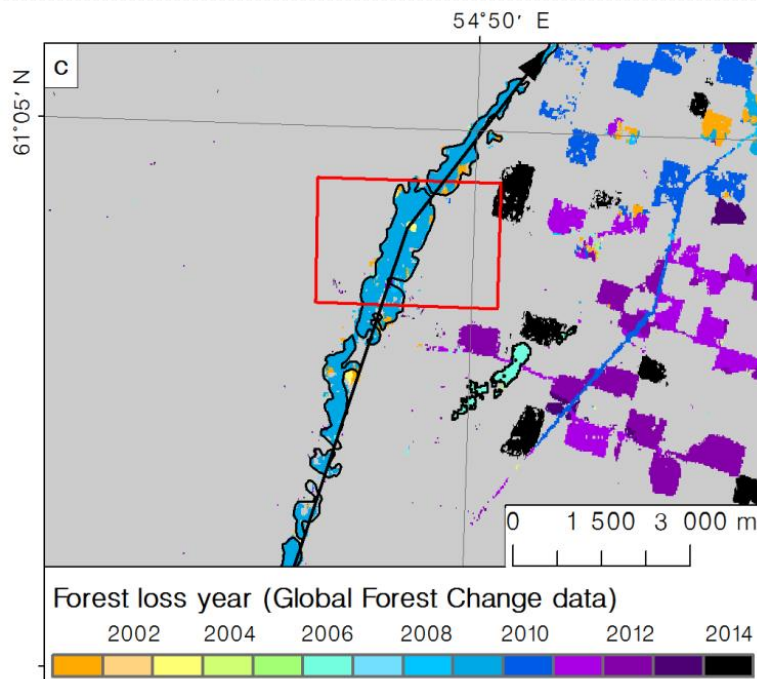 54°50′ E
c
61°05′ N
0 1 500 3 000 m
Forest loss year (Global Forest Change data)
2002 2004 2006 2008 2010 2012 2014